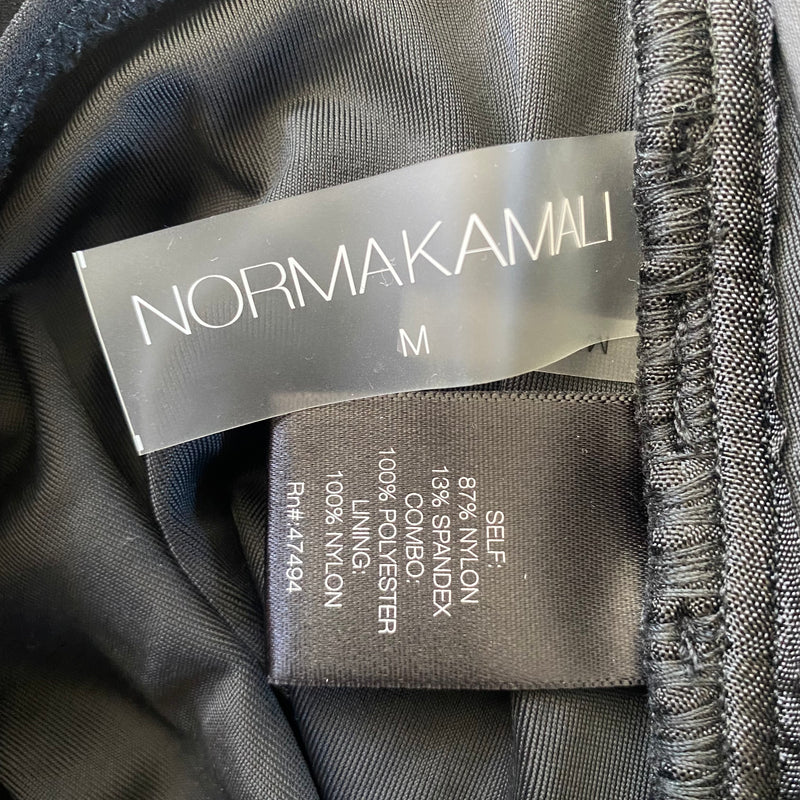 NORMAKAMALI
M
SELF:
87% NYLON
13% SPANDEX
COMBO:
100% POLYESTER
LINING:
100% NYLON
Rn#:47494